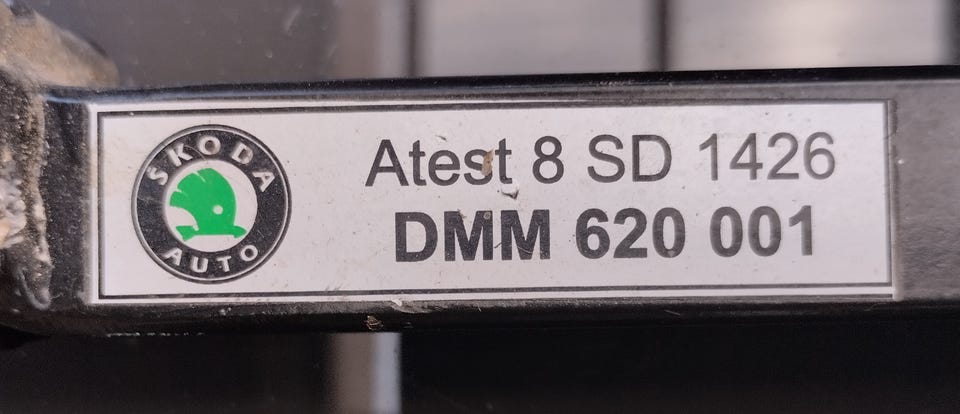 SKODA
AUTO
Atest 8 SD 1426
DMM 620 001